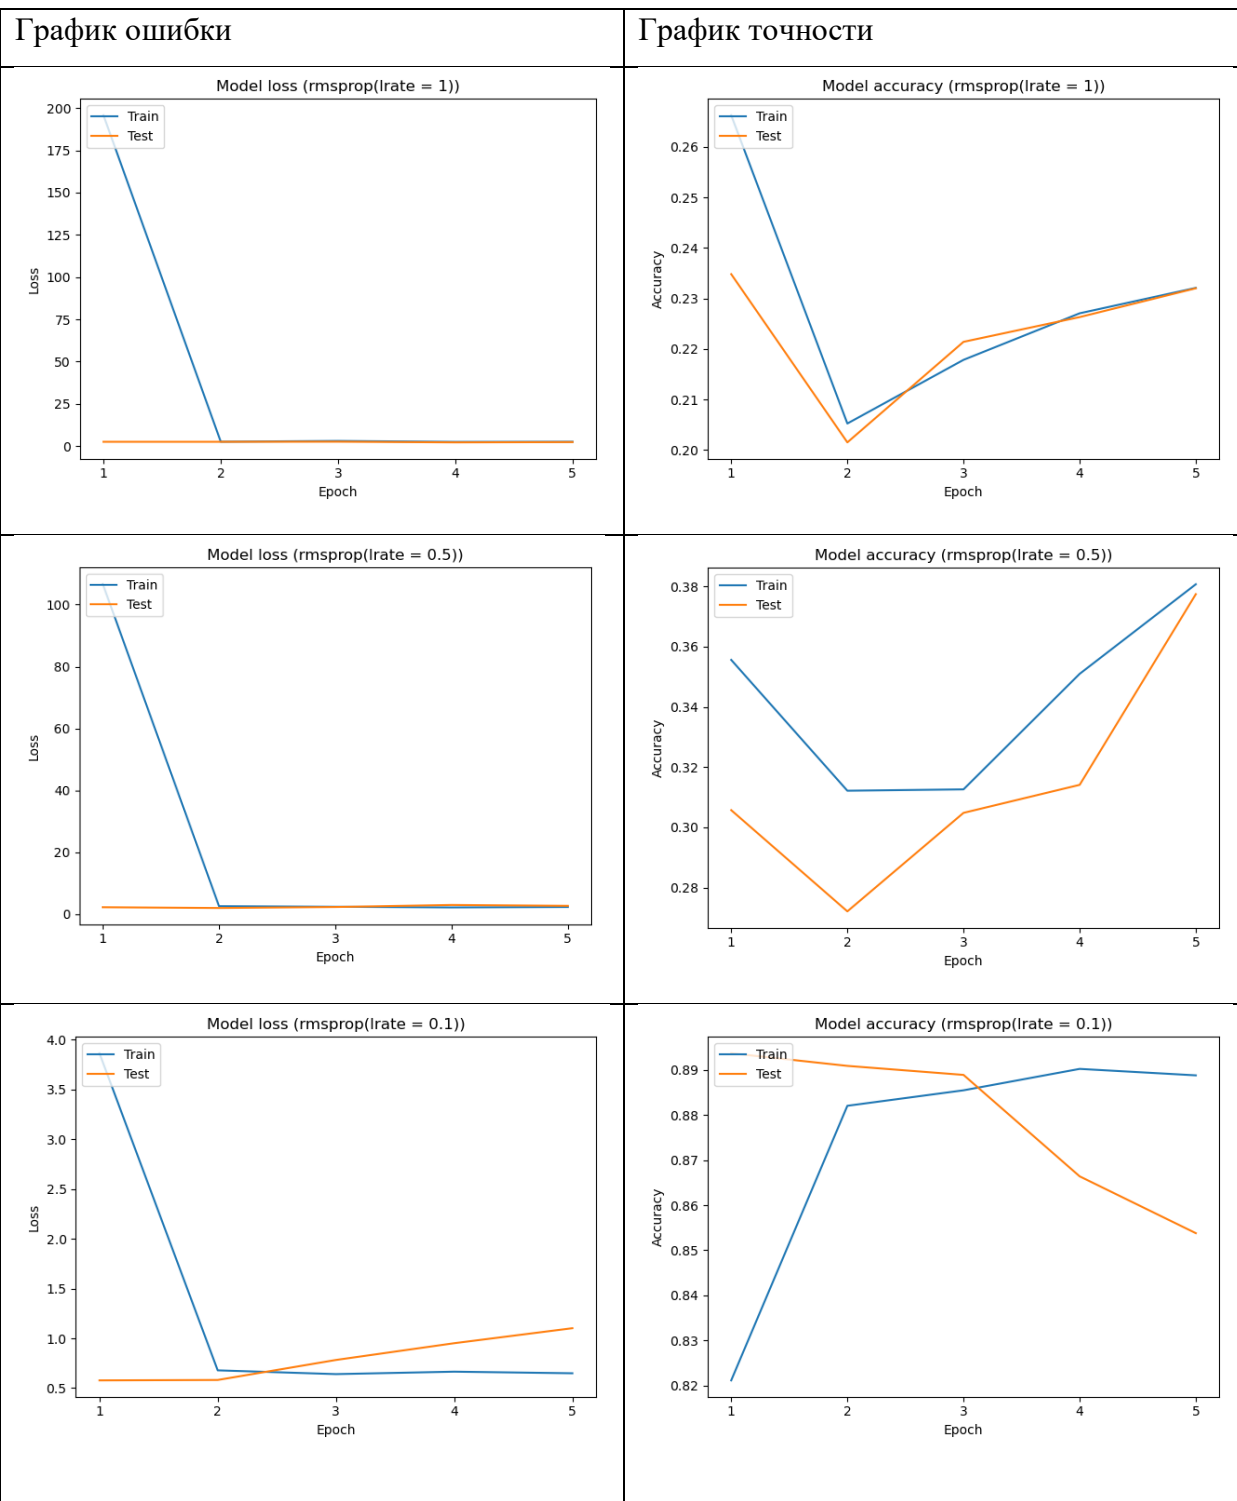 График ошибки
График точности
Model loss (rmsprop(lrate = 1))
Train
Test
200
175
150
125
100
75
50
25
0
Loss
1 2 3 4 5
Epoch
Model accuracy (rmsprop(lrate = 1))
Train
Test
0.26
0.25
0.24
0.23
0.22
0.21
0.20
Accuracy
1 2 3 4 5
Epoch
Model loss (rmsprop(lrate = 0.5))
Train
Test
100
80
60
40
20
0
Loss
1 2 3 4 5
Epoch
Model accuracy (rmsprop(lrate = 0.5))
Train
Test
0.38
0.36
0.34
0.32
0.30
0.28
Accuracy
1 2 3 4 5
Epoch
Model loss (rmsprop(lrate = 0.1))
Train
Test
4.0
3.5
3.0
2.5
2.0
1.5
1.0
0.5
Loss
1 2 3 4 5
Epoch
Model accuracy (rmsprop(lrate = 0.1))
Train
Test
0.89
0.88
0.87
0.86
0.85
0.84
0.83
0.82
Accuracy
1 2 3 4 5
Epoch